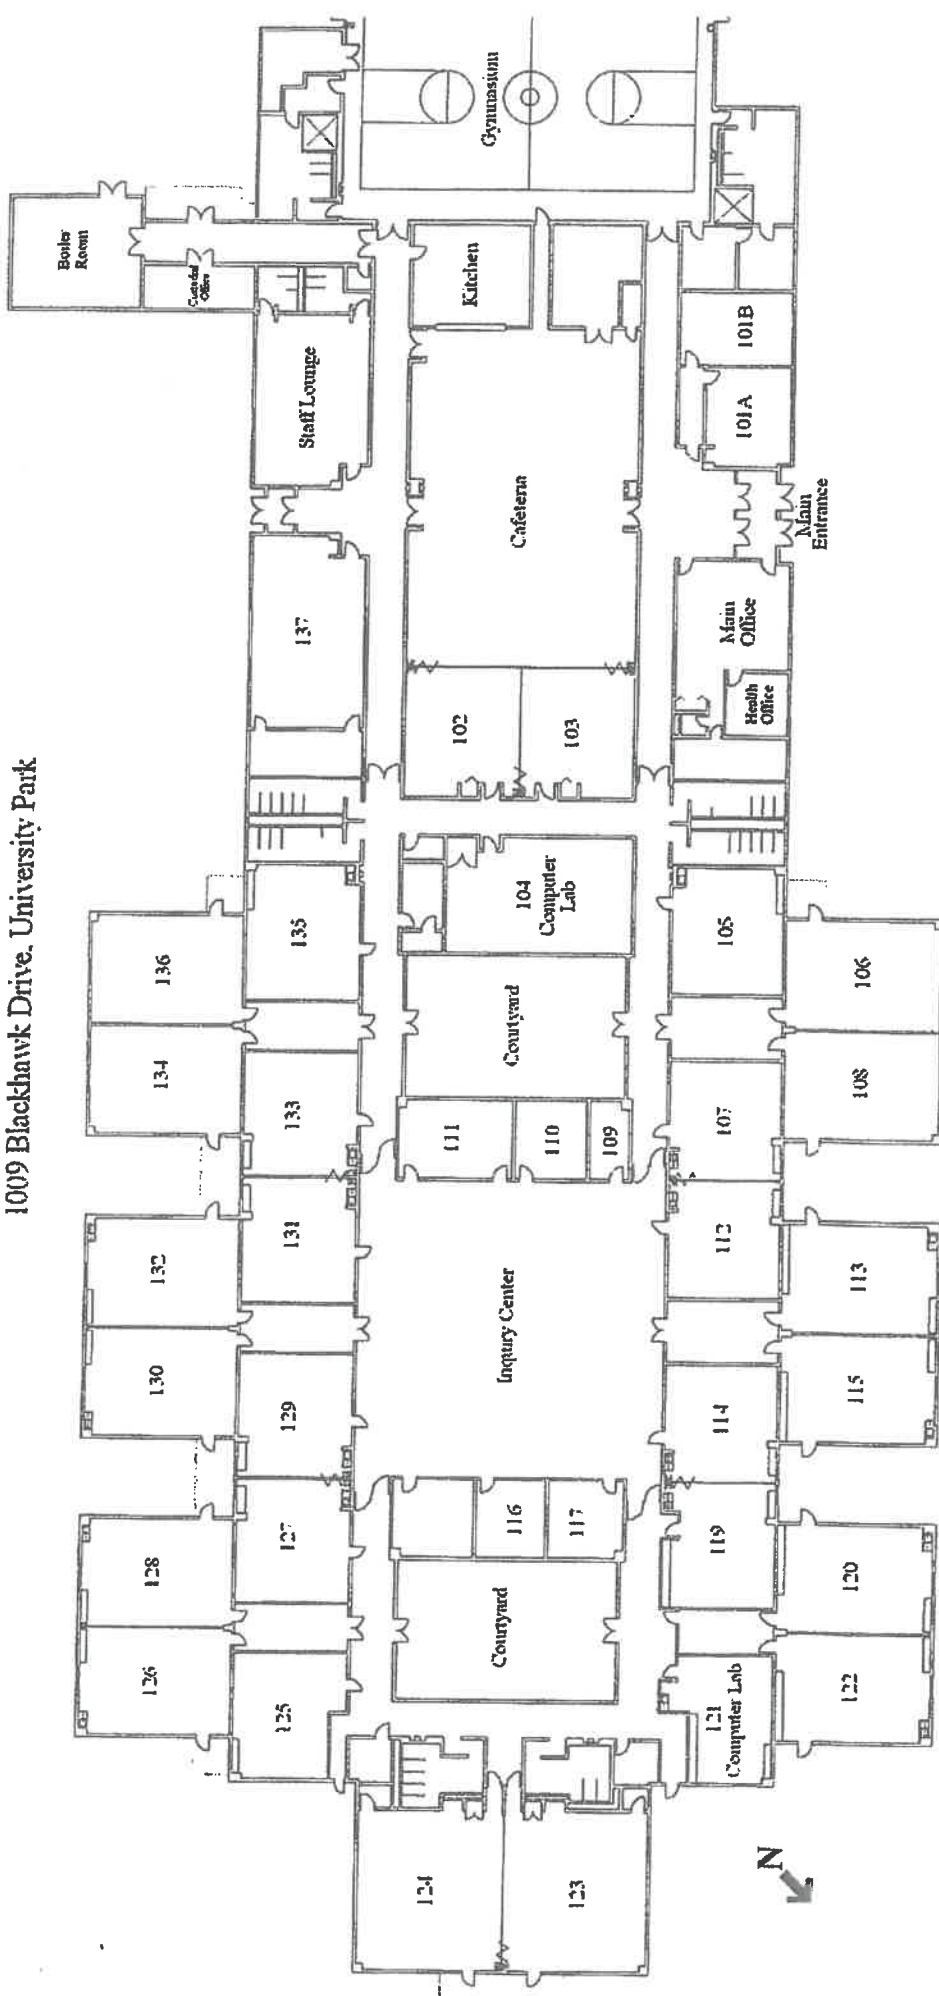 1009 Blackhawk Drive, University Park
Boiler
Room
Custodial
Office
Gymnasium
Kitchen
Staff Lounge
101B
101A
Cafeteria
Main
Entrance
137
Main
Office
Health
Office
102
103
104
Computer
Lab
135
136
134
133
105
106
108
107
Courtyard
111
110
109
131
132
130
129
Inquiry Center
112
113
115
114
128
127
126
125
116
117
119
120
122
121
Computer Lab
Courtyard
124
123
N